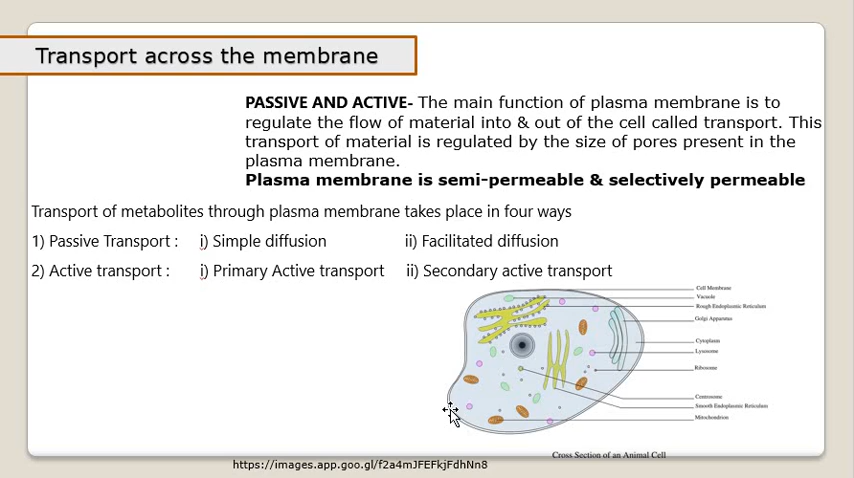 Transport across the membrane
PASSIVE AND ACTIVE- The main function of plasma membrane is to
regulate the flow of material into & out of the cell called transport. This
transport of material is regulated by the size of pores present in the
plasma membrane.
Plasma membrane is semi-permeable & selectively permeable
Transport of metabolites through plasma membrane takes place in four ways
1) Passive Transport : i) Simple diffusion ii) Facilitated diffusion
2) Active transport : i) Primary Active transport ii) Secondary active transport
Cell Membrane
Vacuole
Rough Endoplasmic Reticulum
Golgi Apparatus
Cytoplasm
Lysosome
Ribosome
Centrosome
Smooth Endoplasmic Reticulum
Mitochondrion
Cross Section of an Animal Cell
https://images.app.goo.gl/f2a4mJFEFkjFdhNn8